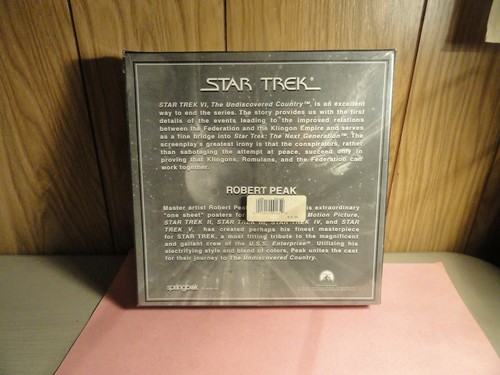 STAR TREK
STAR TREK VI, The Undiscovered Country™, is an excellent
way to end the series. The story provides us with the first
details of the events leading to the improved relations
between the Federation and the Klingon Empire and serves
as a fine bridge into Star Trek: The Next Generation™. The
screenplay's greatest irony is that the conspirators, rather
than sabotaging the attempt at peace, succeed only in
proving that Klingons, Romulans, and the Federation can
work together.
ROBERT PEAK
Master artist Robert Peak is extraordinary
"one sheet" posters for Motion Picture,
STAR TREK II, STAR TREK III, STAR TREK IV, and STAR
TREK V, has created perhaps his finest masterpiece
for STAR TREK, a most fitting tribute to the magnificent
and gallant crew of the U.S.S. Enterprise™. Utilizing his
electrifying style and blend of colors, Peak unites the cast
for their journey to The Undiscovered Country.
springbok